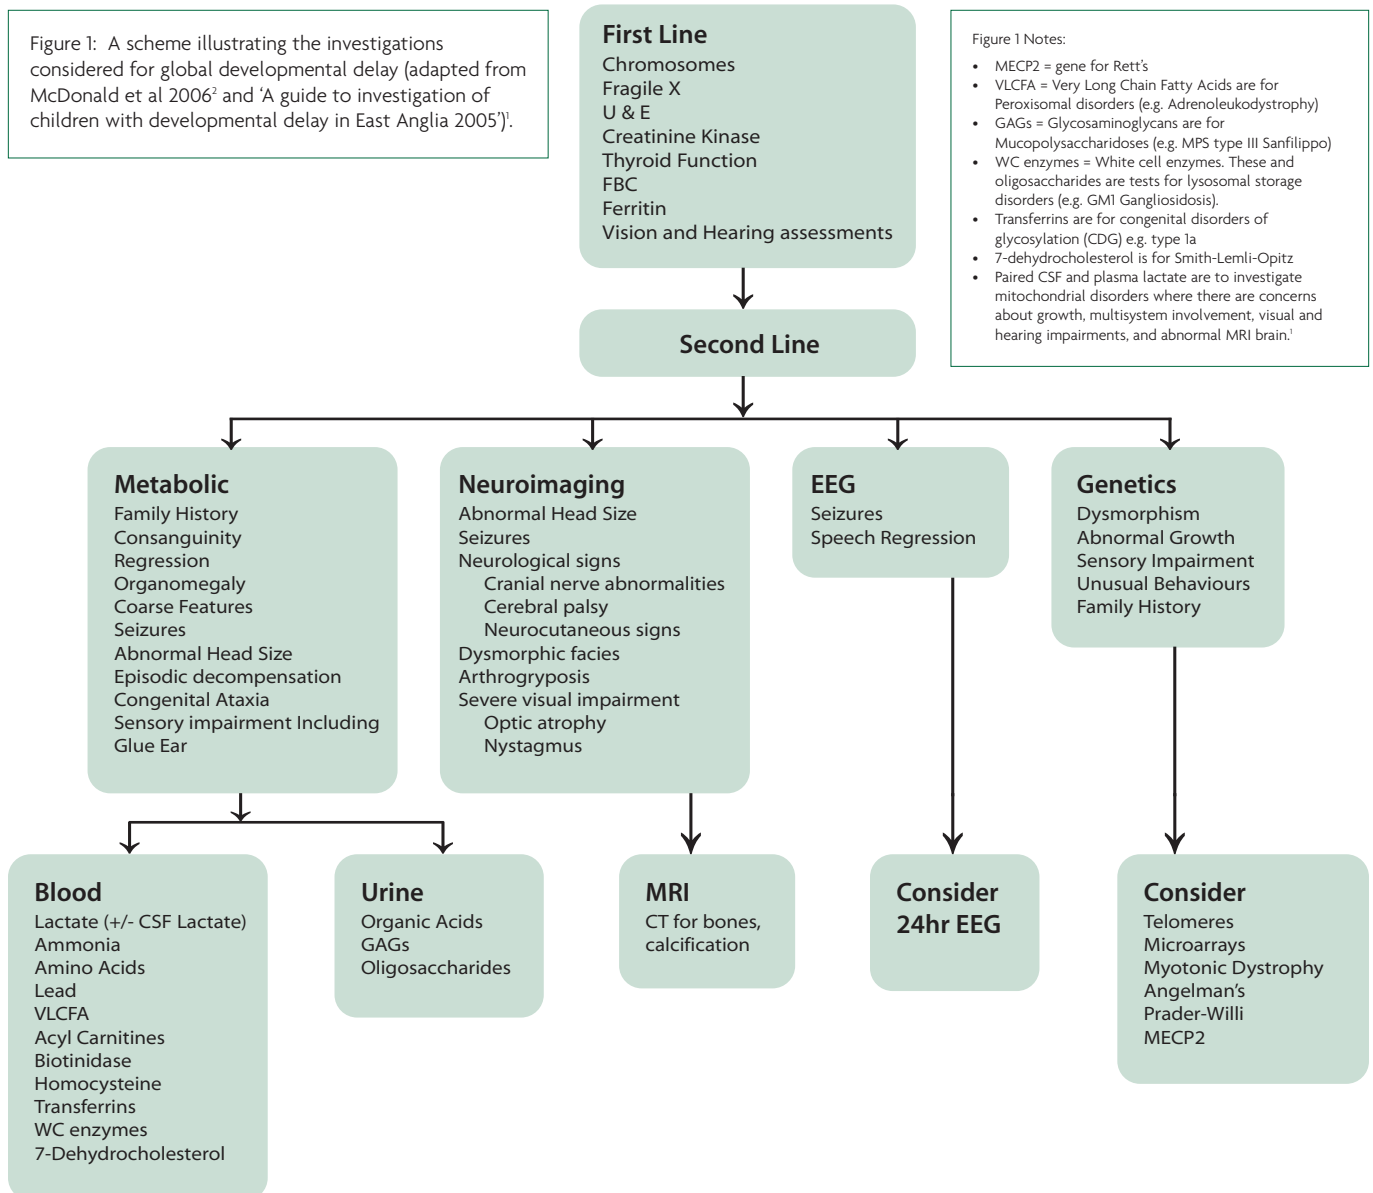 Figure 1:  A scheme illustrating the investigations
considered for global developmental delay (adapted from
McDonald et al 2006² and ‘A guide to investigation of
children with developmental delay in East Anglia 2005’)¹.
First Line
Chromosomes
Fragile X
U & E
Creatinine Kinase
Thyroid Function
FBC
Ferritin
Vision and Hearing assessments
Figure 1 Notes:
• MECP2 = gene for Rett’s
• VLCFA = Very Long Chain Fatty Acids are for
Peroxisomal disorders (e.g. Adrenoleukodystrophy)
• GAGs = Glycosaminoglycans are for
Mucopolysaccharidoses (e.g. MPS type III Sanfilippo)
• WC enzymes = White cell enzymes. These and
oligosaccharides are tests for lysosomal storage
disorders (e.g. GM1 Gangliosidosis).
• Transferrins are for congenital disorders of
glycosylation (CDG) e.g. type 1a
• 7-dehydrocholesterol is for Smith-Lemli-Opitz
• Paired CSF and plasma lactate are to investigate
mitochondrial disorders where there are concerns
about growth, multisystem involvement, visual and
hearing impairments, and abnormal MRI brain.¹
Second Line
Metabolic
Family History
Consanguinity
Regression
Organomegaly
Coarse Features
Seizures
Abnormal Head Size
Episodic decompensation
Congenital Ataxia
Sensory impairment Including
Glue Ear
Neuroimaging
Abnormal Head Size
Seizures
Neurological signs
Cranial nerve abnormalities
Cerebral palsy
Neurocutaneous signs
Dysmorphic facies
Arthrogryposis
Severe visual impairment
Optic atrophy
Nystagmus
EEG
Seizures
Speech Regression
Genetics
Dysmorphism
Abnormal Growth
Sensory Impairment
Unusual Behaviours
Family History
Blood
Lactate (+/- CSF Lactate)
Ammonia
Amino Acids
Lead
VLCFA
Acyl Carnitines
Biotinidase
Homocysteine
Transferrins
WC enzymes
7-Dehydrocholesterol
Urine
Organic Acids
GAGs
Oligosaccharides
MRI
CT for bones,
calcification
Consider
24hr EEG
Consider
Telomeres
Microarrays
Myotonic Dystrophy
Angelman’s
Prader-Willi
MECP2